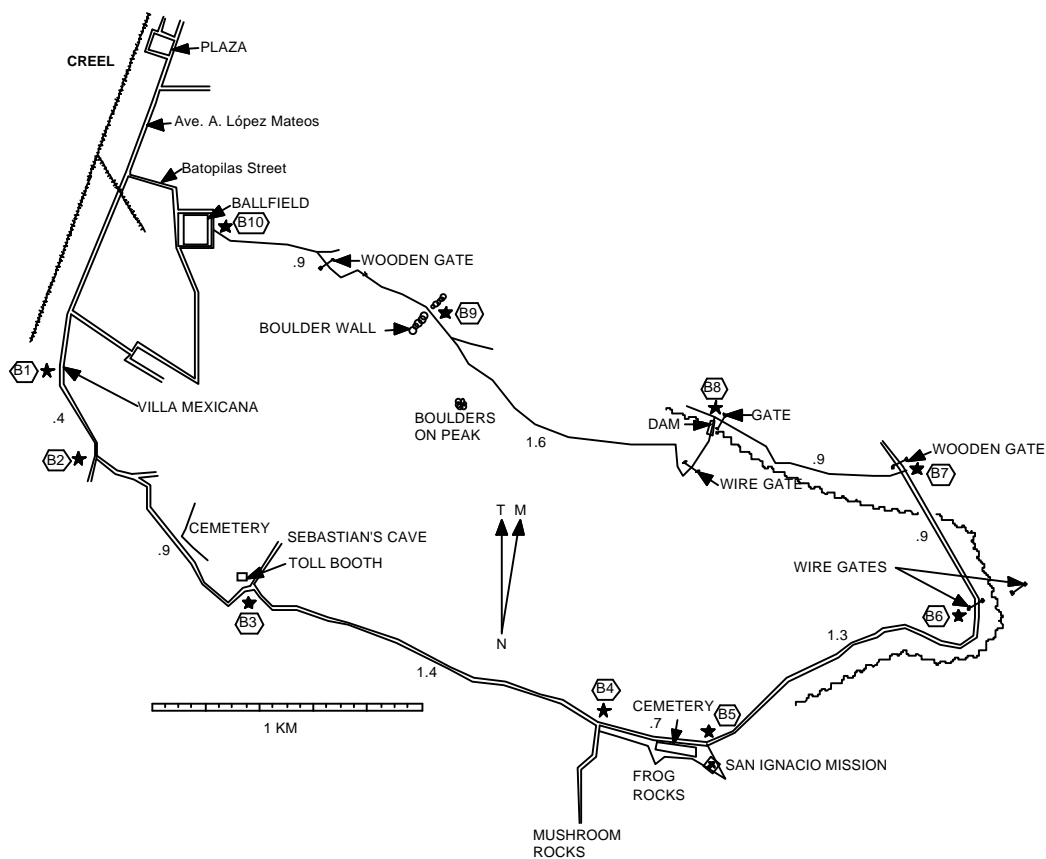 PLAZA
CREEL
Ave. A. López Mateos
Batopilas Street
BALLFIELD
B10
.9
WOODEN GATE
B9
BOULDER WALL
B1
VILLA MEXICANA
.4
BOULDERS
ON PEAK
1.6
B8
DAM
GATE
B2
WOODEN GATE
B7
.9
WIRE GATE
CEMETERY
T M
.9
SEBASTIAN'S CAVE
TOLL BOOTH
.9
WIRE GATES
B3
B6
N
1.3
1.4
B4
CEMETERY
B5
1 KM
.7
SAN IGNACIO MISSION
FROG
ROCKS
MUSHROOM
ROCKS